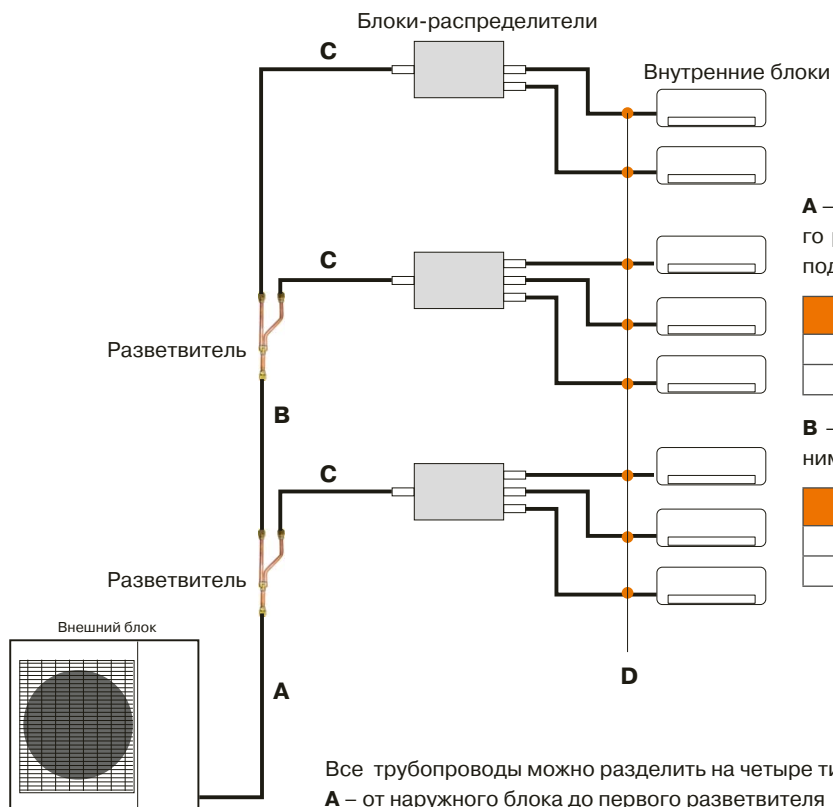 Блоки-распределители
C
Внутренние блоки
A –
го
под
C
Разветвитель
B
B –
ним
C
Разветвитель
Внешний блок
A
D
Все трубопроводы можно разделить на четыре ти
A – от наружного блока до первого разветвителя